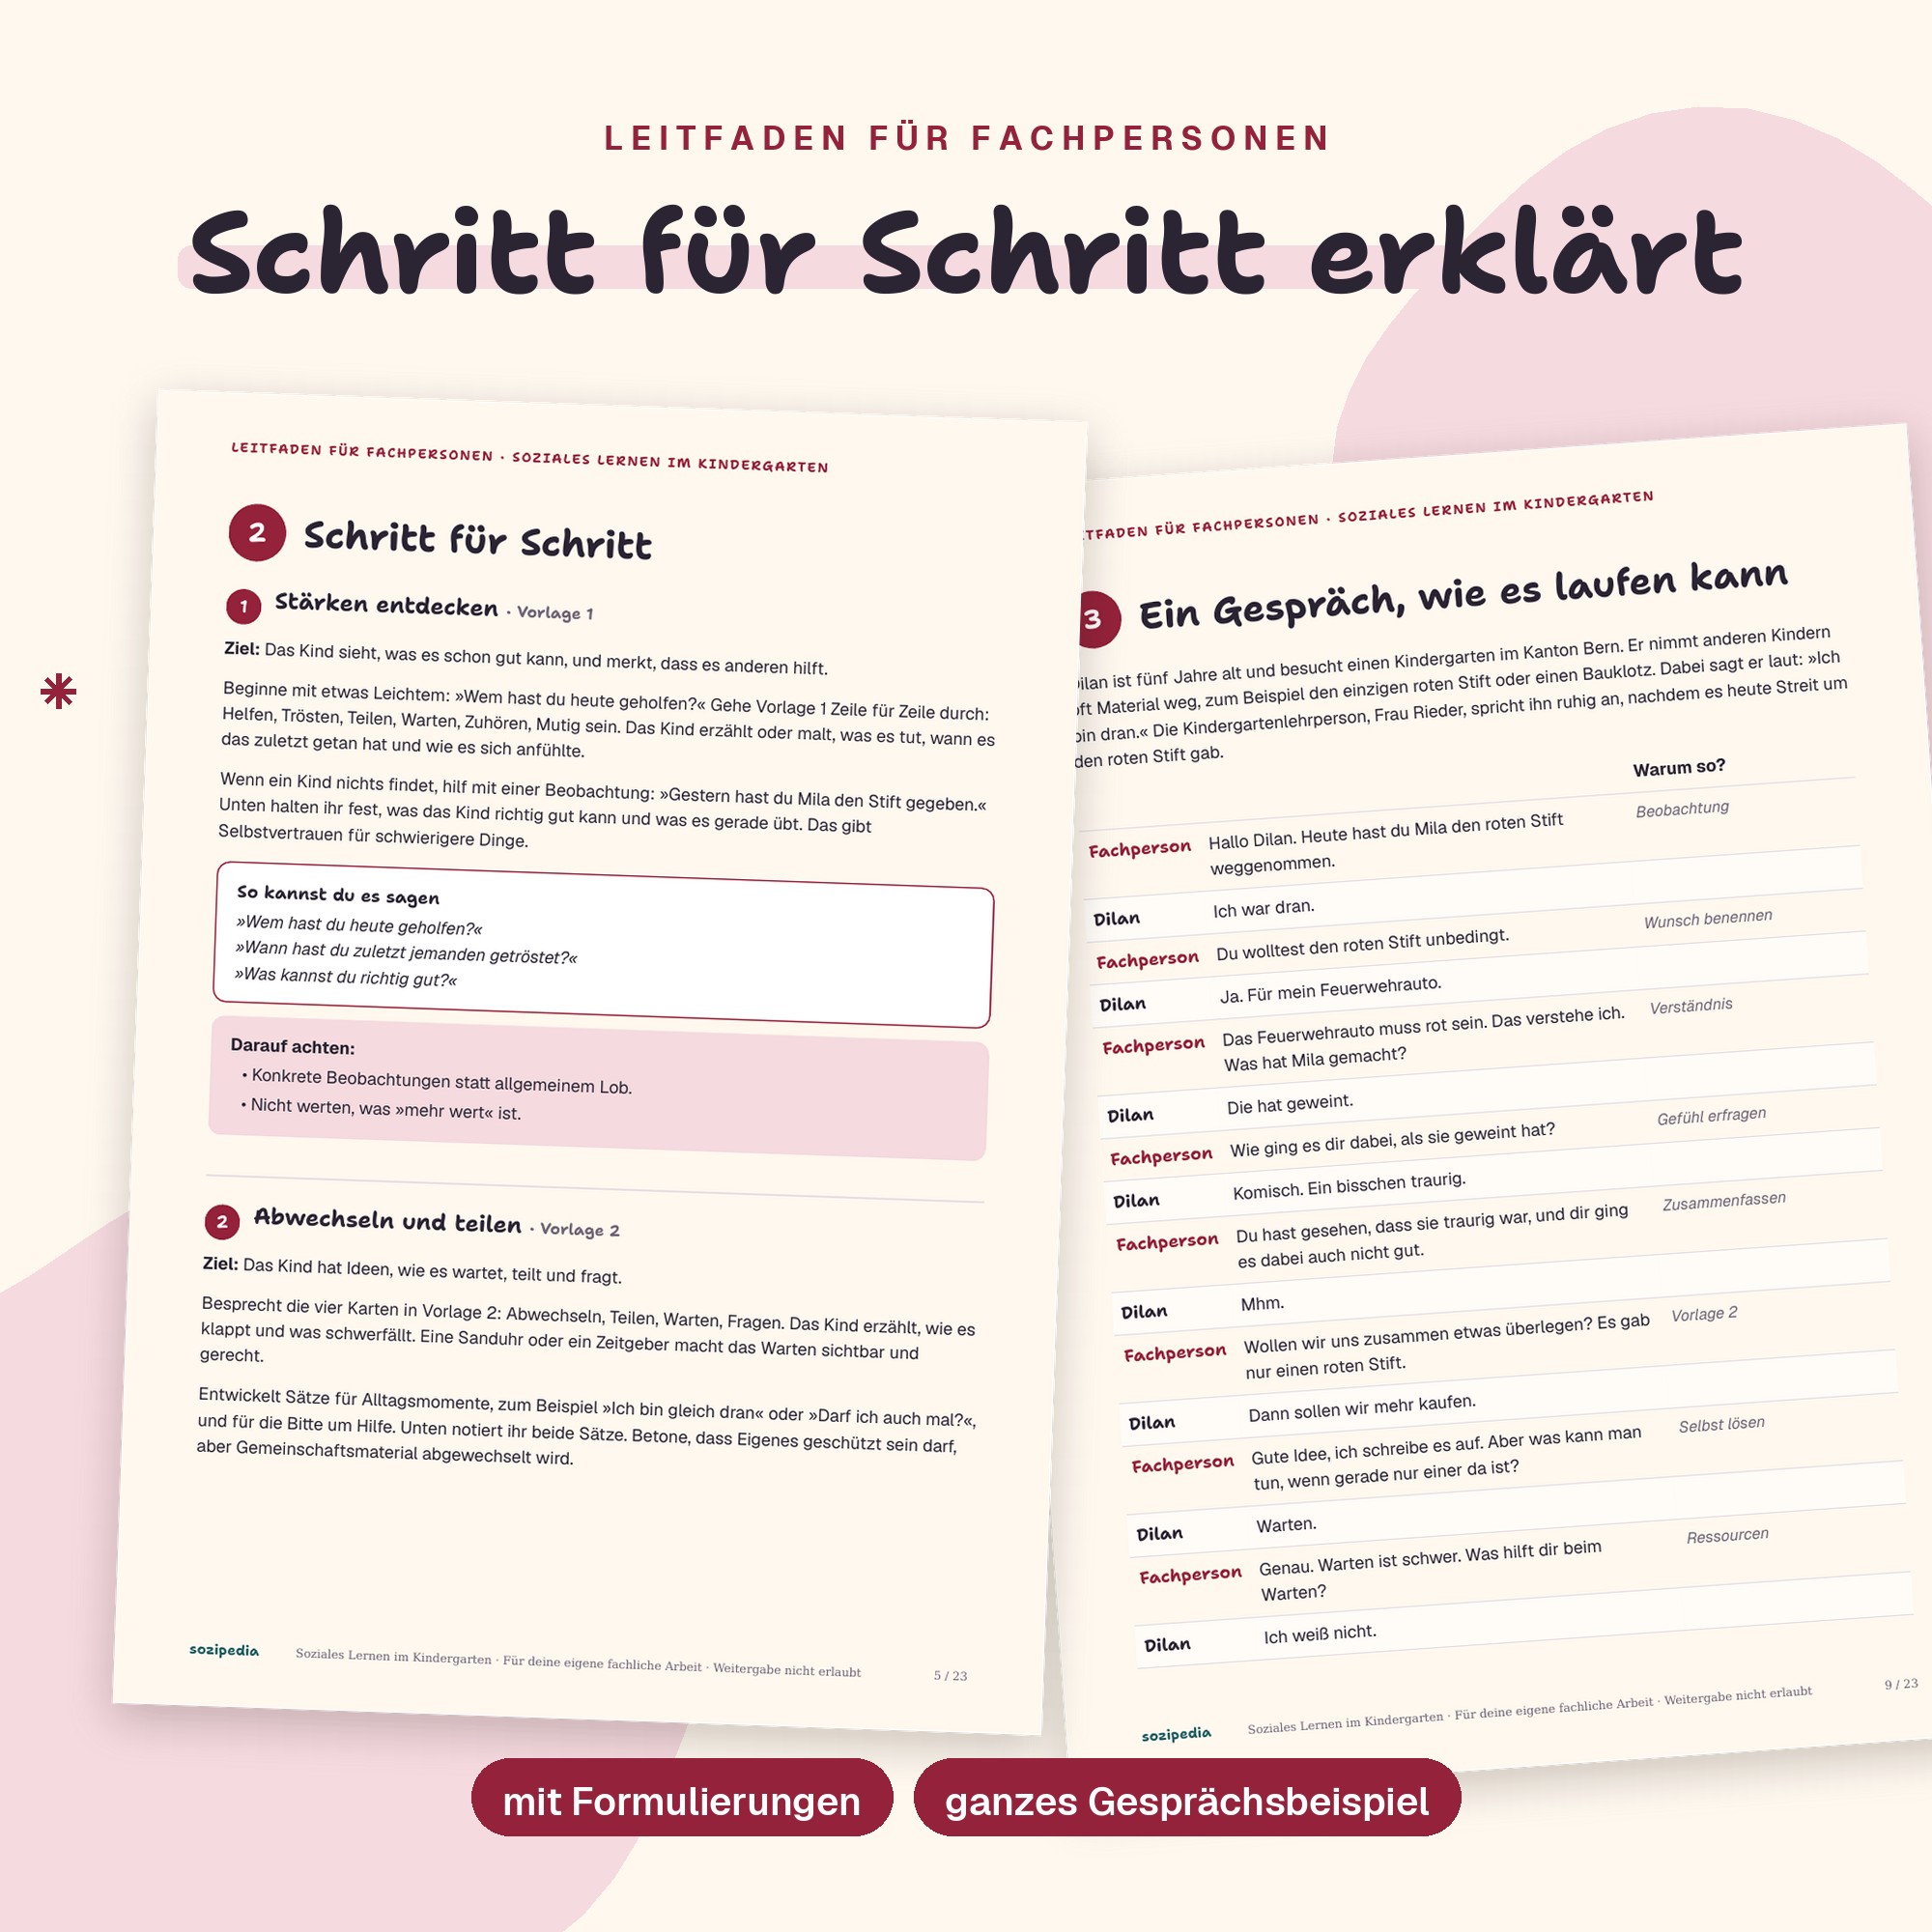 LEITFADEN FÜR FACHPERSONEN
Schritt für Schritt erklärt
LEITFADEN FÜR FACHPERSONEN · SOZIALES LERNEN IM KINDERGARTEN
2 Schritt für Schritt
1 Stärken entdecken · Vorlage 1
Ziel: Das Kind sieht, was es schon gut kann, und merkt, dass es anderen hilft.
Beginne mit etwas Leichtem: »Wem hast du heute geholfen?« Gehe Vorlage 1 Zeile für Zeile durch:
Helfen, Trösten, Teilen, Warten, Zuhören, Mutig sein. Das Kind erzählt oder malt, was es tut, wann es
das zuletzt getan hat und wie es sich anfühlte.
Wenn ein Kind nichts findet, hilf mit einer Beobachtung: »Gestern hast du Mila den Stift gegeben.«
Unten halten ihr fest, was das Kind richtig gut kann und was es gerade übt. Das gibt
Selbstvertrauen für schwierigere Dinge.
So kannst du es sagen
»Wem hast du heute geholfen?«
»Wann hast du zuletzt jemanden getröstet?«
»Was kannst du richtig gut?«
Darauf achten:
• Konkrete Beobachtungen statt allgemeinem Lob.
• Nicht werten, was »mehr wert« ist.
2 Abwechseln und teilen · Vorlage 2
Ziel: Das Kind hat Ideen, wie es wartet, teilt und fragt.
Besprecht die vier Karten in Vorlage 2: Abwechseln, Teilen, Warten, Fragen. Das Kind erzählt, wie es
klappt und was schwerfällt. Eine Sanduhr oder ein Zeitgeber macht das Warten sichtbar und
gerecht.
Entwickelt Sätze für Alltagsmomente, zum Beispiel »Ich bin gleich dran« oder »Darf ich auch mal?«,
und für die Bitte um Hilfe. Unten notiert ihr beide Sätze. Betone, dass Eigenes geschützt sein darf,
aber Gemeinschaftsmaterial abgewechselt wird.
sozipedia Soziales Lernen im Kindergarten · Für deine eigene fachliche Arbeit · Weitergabe nicht erlaubt 5 / 23
TFADEN FÜR FACHPERSONEN · SOZIALES LERNEN IM KINDERGARTEN
3 Ein Gespräch, wie es laufen kann
ilan ist fünf Jahre alt und besucht einen Kindergarten im Kanton Bern. Er nimmt anderen Kindern
oft Material weg, zum Beispiel den einzigen roten Stift oder einen Bauklotz. Dabei sagt er laut: »Ich
bin dran.« Die Kindergartenlehrperson, Frau Rieder, spricht ihn ruhig an, nachdem es heute Streit um
den roten Stift gab.
Warum so?
Fachperson Hallo Dilan. Heute hast du Mila den roten Stift Beobachtung
weggenommen.
Dilan Ich war dran.
Fachperson Du wolltest den roten Stift unbedingt. Wunsch benennen
Dilan Ja. Für mein Feuerwehrauto.
Fachperson Das Feuerwehrauto muss rot sein. Das verstehe ich. Verständnis
Was hat Mila gemacht?
Dilan Die hat geweint.
Fachperson Wie ging es dir dabei, als sie geweint hat? Gefühl erfragen
Dilan Komisch. Ein bisschen traurig.
Fachperson Du hast gesehen, dass sie traurig war, und dir ging Zusammenfassen
es dabei auch nicht gut.
Dilan Mhm.
Fachperson Wollen wir uns zusammen etwas überlegen? Es gab Vorlage 2
nur einen roten Stift.
Dilan Dann sollen wir mehr kaufen.
Fachperson Gute Idee, ich schreibe es auf. Aber was kann man Selbst lösen
tun, wenn gerade nur einer da ist?
Dilan Warten.
Fachperson Genau. Warten ist schwer. Was hilft dir beim Ressourcen
Warten?
Dilan Ich weiß nicht.
sozipedia Soziales Lernen im Kindergarten · Für deine eigene fachliche Arbeit · Weitergabe nicht erlaubt 9 / 23
mit Formulierungen
ganzes Gesprächsbeispiel